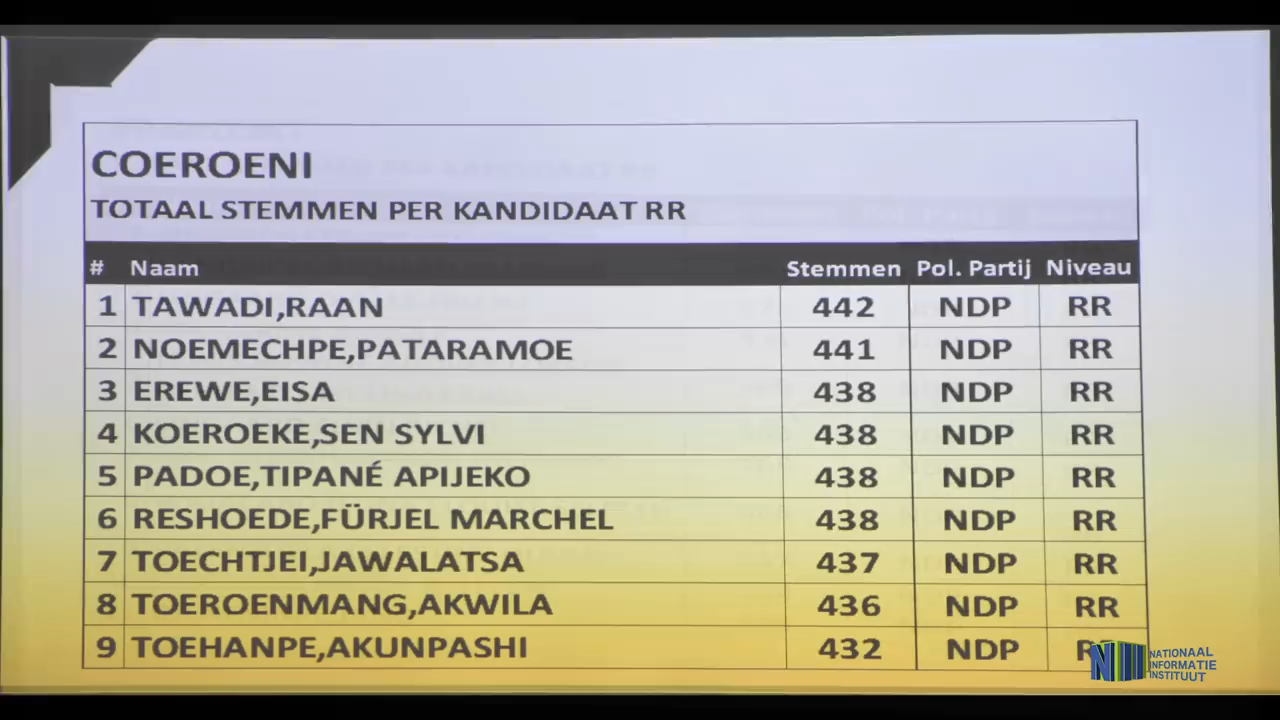 COEROENI
TOTAAL STEMMEN PER KANDIDAAT RR
# Naam Stemmen Pol. Partij Niveau
1 TAWADI,RAAN 442 NDP RR
2 NOEMECHPE,PATARAMOE 441 NDP RR
3 EREWE,EISA 438 NDP RR
4 KOEROEKE,SEN SYLVI 438 NDP RR
5 PADOE,TIPANÉ APIJEKO 438 NDP RR
6 RESHOEDE,FÜRJEL MARCHEL 438 NDP RR
7 TOECHTJEI,JAWALATSA 437 NDP RR
8 TOEROENMANG,AKWILA 436 NDP RR
9 TOEHANPE,AKUNPASHI 432 NDP
NATIONAAL
INFORMATIE
INSTITUUT